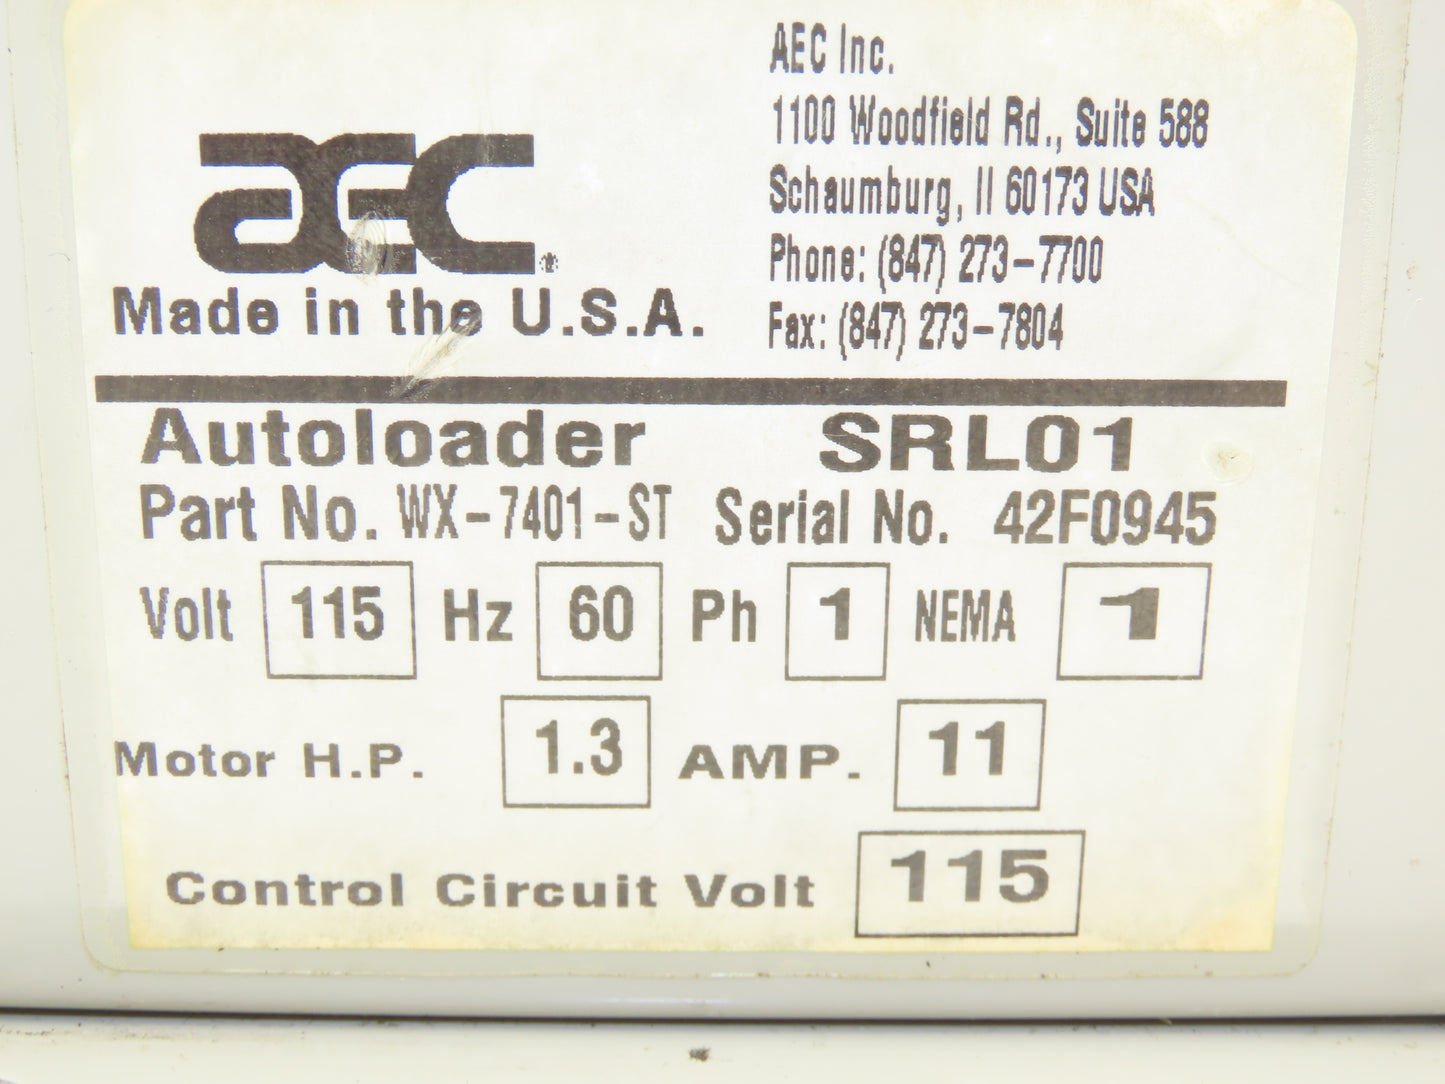 AEC
Made in the U.S.A.
AEC Inc.
1100 Woodfield Rd., Suite 588
Schaumburg, Il 60173 USA
Phone: (847) 273-7700
Fax: (847) 273-7804
Autoloader SRL01
Part No. WX-7401-ST Serial No. 42F0945
Volt 115 Hz 60 Ph 1 NEMA 1
Motor H.P. 1.3 AMP. 11
Control Circuit Volt 115